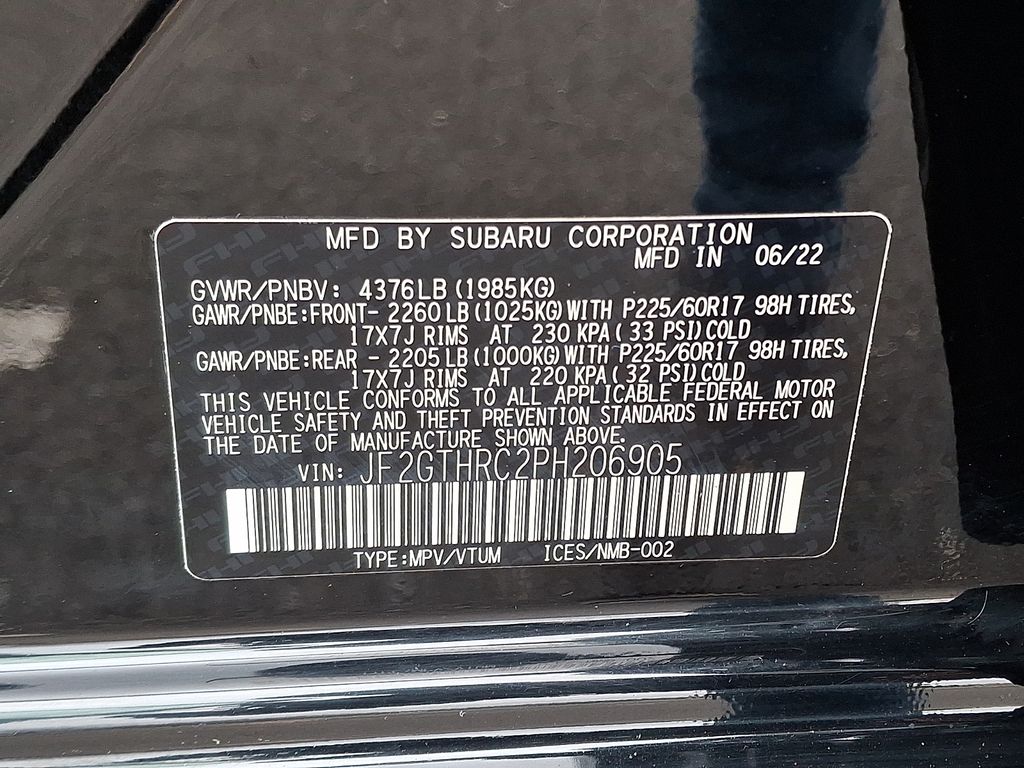 MFD BY SUBARU CORPORATION
MFD IN 06/22
GVWR/PNBV: 4376LB (1985KG)
GAWR/PNBE:FRONT- 2260LB (1025KG) WITH P225/60R17 98H TIRES,
17X7J RIMS AT 230 KPA ( 33 PSI) COLD
GAWR/PNBE:REAR - 2205LB (1000KG) WITH P225/60R17 98H TIRES,
17X7J RIMS AT 220 KPA ( 32 PSI) COLD
THIS VEHICLE CONFORMS TO ALL APPLICABLE FEDERAL MOTOR
VEHICLE SAFETY AND THEFT PREVENTION STANDARDS IN EFFECT ON
THE DATE OF MANUFACTURE SHOWN ABOVE.
VIN: JF2GTHRC2PH206905
TYPE:MPV/VTUM ICES/NMB-002